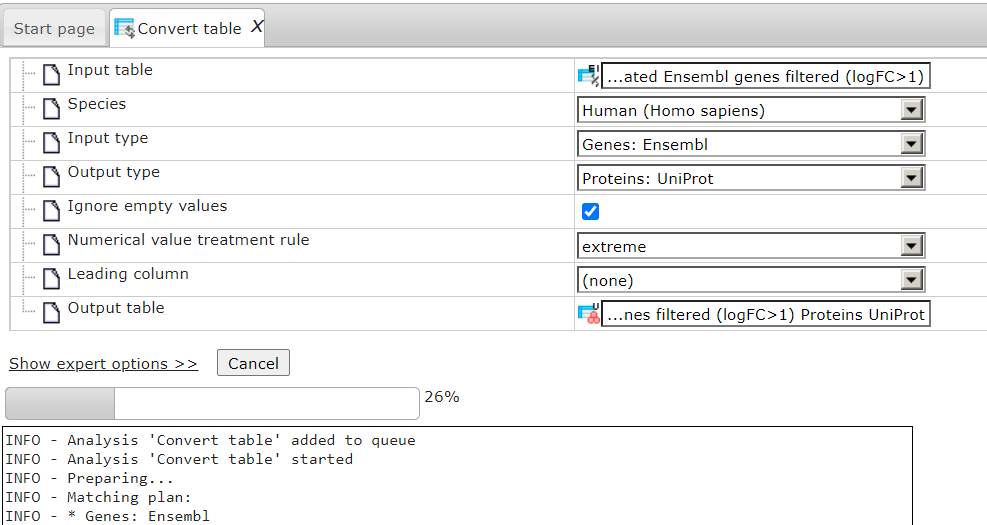 Start page
Convert table X
Input table
...ated Ensembl genes filtered (logFC>1)
Species
Human (Homo sapiens)
Input type
Genes: Ensembl
Output type
Proteins: UniProt
Ignore empty values
Numerical value treatment rule
extreme
Leading column
(none)
Output table
...nes filtered (logFC>1) Proteins UniProt
Show expert options >>
Cancel
26%
INFO - Analysis 'Convert table' added to queue
INFO - Analysis 'Convert table' started
INFO - Preparing...
INFO - Matching plan:
INFO - * Genes: Ensembl